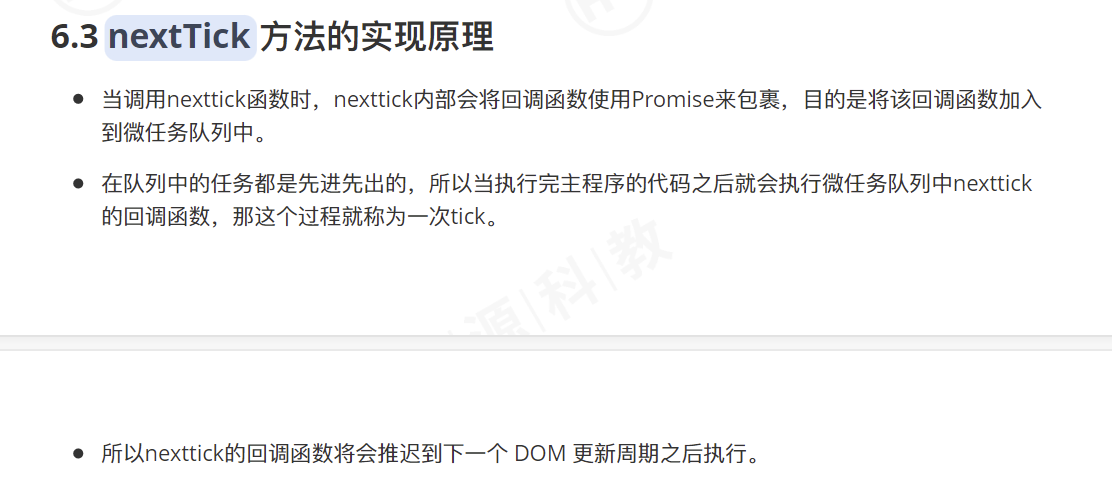 6.3 nextTick 方法的实现原理
当调用nexttick函数时，nexttick内部会将回调函数使用Promise来包裹，目的是将该回调函数加入
到微任务队列中。
在队列中的任务都是先进先出的，所以当执行完主程序的代码之后就会执行微任务队列中nexttick
的回调函数，那这个过程就称为一次tick。
源|科|教
所以nexttick的回调函数将会推迟到下一个 DOM 更新周期之后执行。